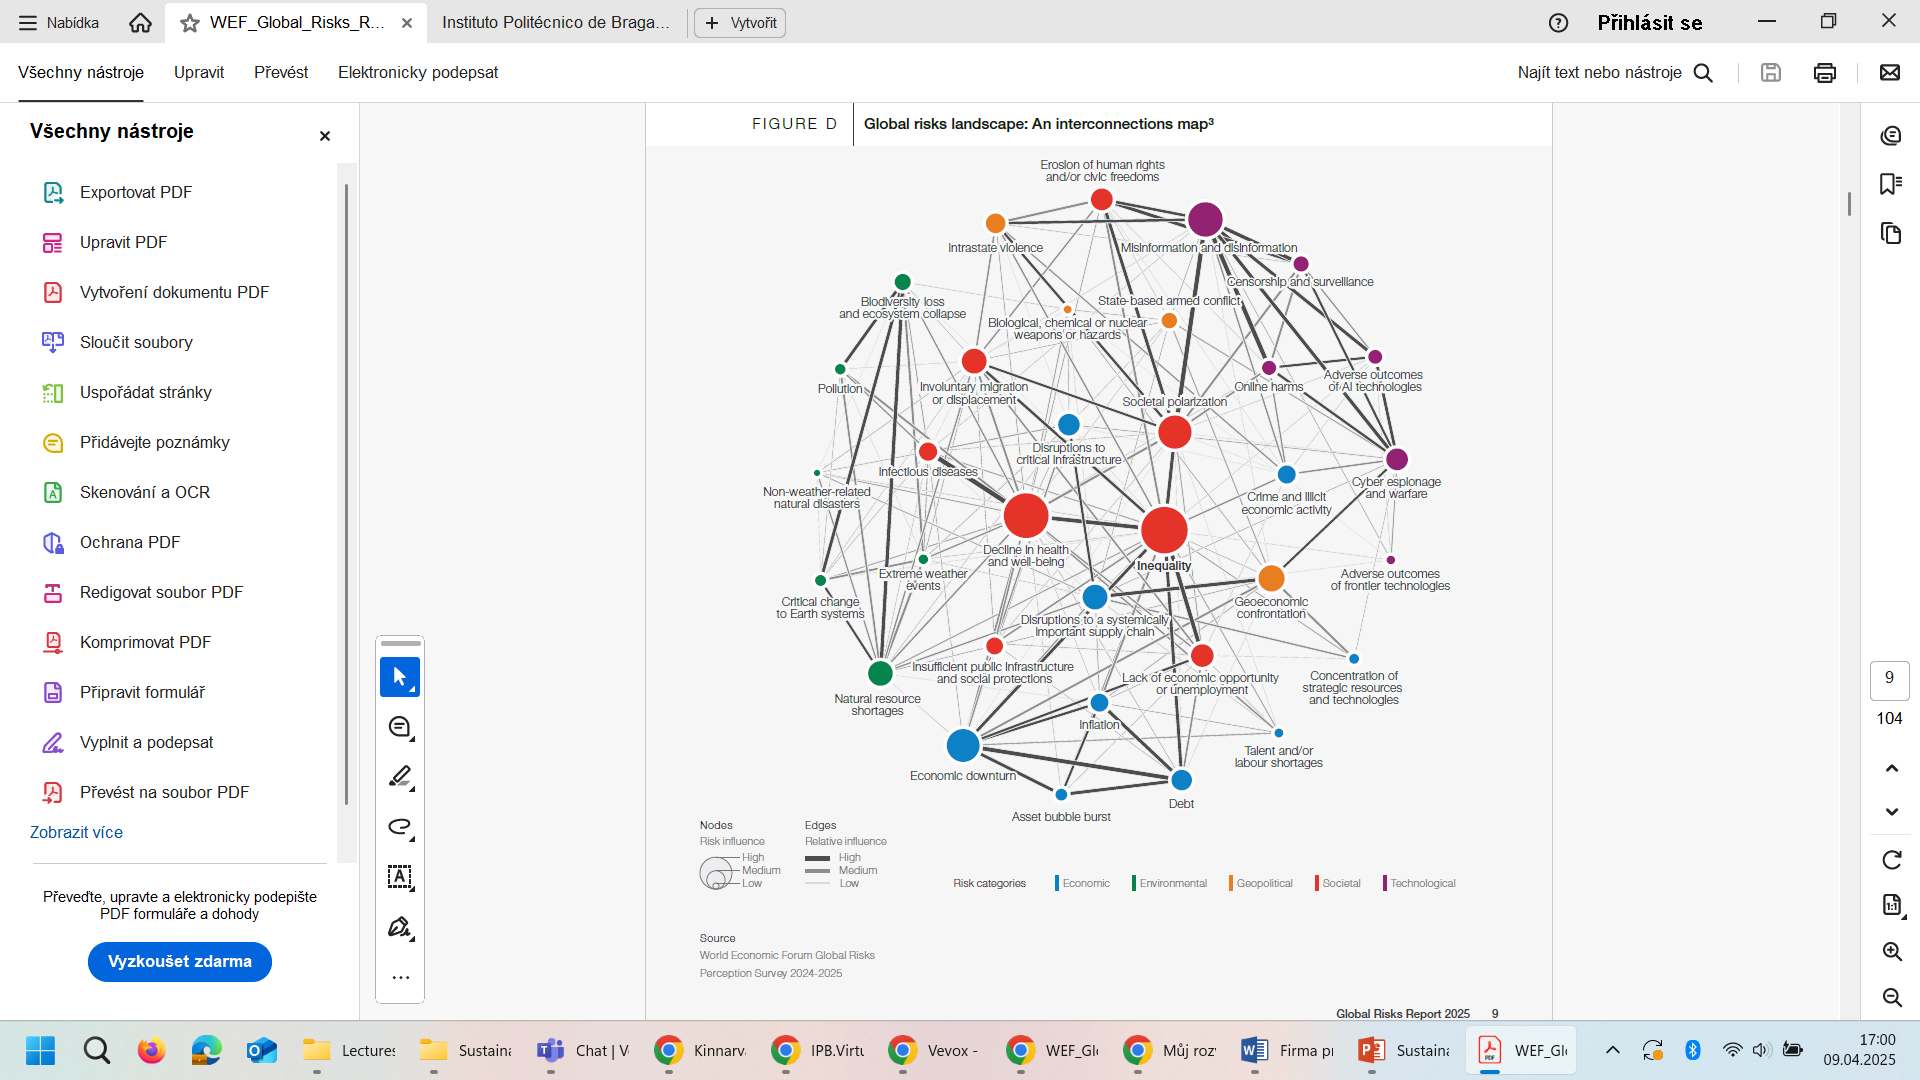 Nabídka
WEF_Global_Risks_R...
Instituto Politécnico de Braga...
Vytvořit
Přihlásit se
Všechny nástroje
Upravit
Převést
Elektronicky podepsat
Najít text nebo nástroje
Všechny nástroje
Exportovat PDF
Upravit PDF
Vytvoření dokumentu PDF
Sloučit soubory
Uspořádat stránky
Přidávejte poznámky
Skenování a OCR
Ochrana PDF
Redigovat soubor PDF
Komprimovat PDF
Připravit formulář
Vyplnit a podepsat
Převést na soubor PDF
Zobrazit více
Převeďte, upravte a elektronicky podepište
PDF formuláře a dohody
Vyzkoušet zdarma
FIGURE D
Global risks landscape: An interconnections map³
Erosion of human rights
and/or civic freedoms
Intrastate violence
Misinformation and disinformation
Censorship and surveillance
Biodiversity loss
and ecosystem collapse
State-based armed conflict
Biological, chemical or nuclear
weapons or hazards
Pollution
Involuntary migration
or displacement
Online harms
Adverse outcomes
of AI technologies
Societal polarization
Disruptions to
critical infrastructure
Infectious diseases
Non-weather-related
natural disasters
Crime and illicit
economic activity
Cyber espionage
and warfare
Decline in health
and well-being
Inequality
Extreme weather
events
Adverse outcomes
of frontier technologies
Critical change
to Earth systems
Geoeconomic
confrontation
Disruptions to a systemically
important supply chain
Insufficient public infrastructure
and social protections
Lack of economic opportunity
or unemployment
Concentration of
strategic resources
and technologies
Natural resource
shortages
Inflation
Talent and/or
labour shortages
Economic downturn
Debt
Asset bubble burst
Nodes
Risk influence
High
Medium
Low
Edges
Relative influence
High
Medium
Low
Risk categories
Economic
Environmental
Geopolitical
Societal
Technological
Source
World Economic Forum Global Risks
Perception Survey 2024-2025
Global Risks Report 2025 9
9
104
1:1
Lectures
Sustaina
Chat | V
Kinnarv
IPB.Virtu
Vevox -
WEF_Glo
Můj roz
Firma pr
Sustaina
WEF_Glo
17:00
09.04.2025